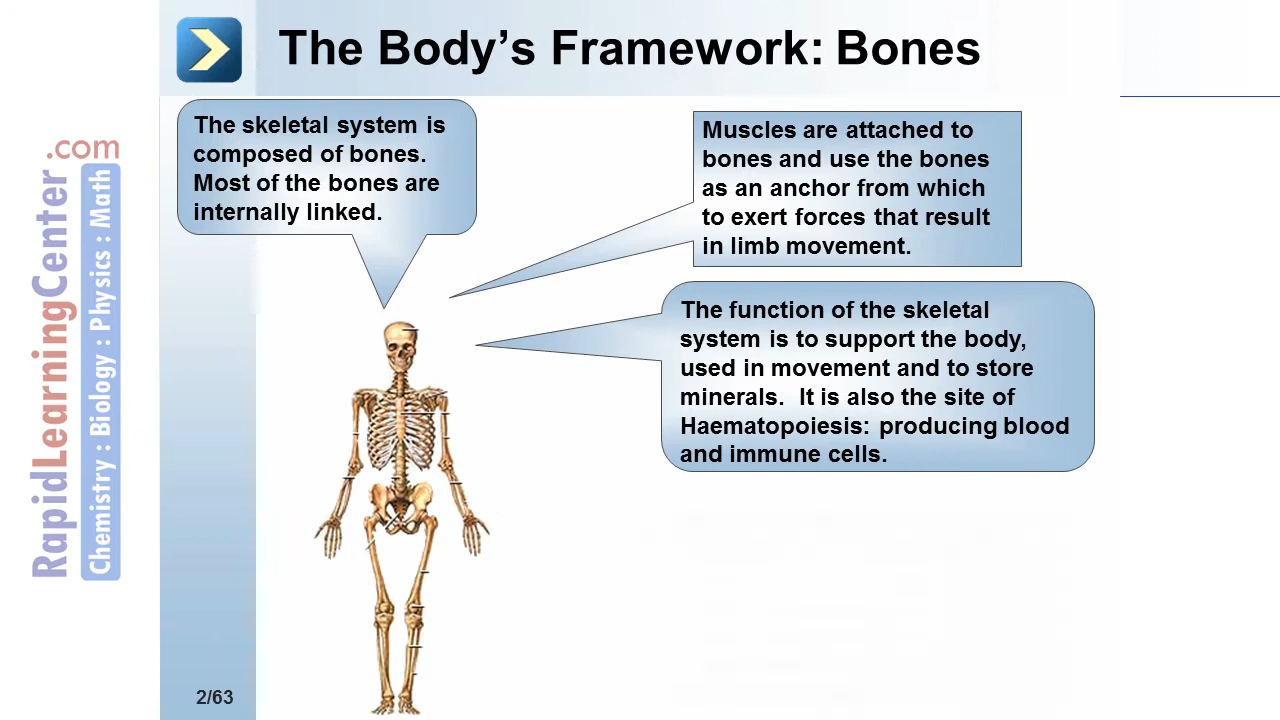 The Body's Framework: Bones
The skeletal system is
composed of bones.
Most of the bones are
internally linked.
Muscles are attached to
bones and use the bones
as an anchor from which
to exert forces that result
in limb movement.
The function of the skeletal
system is to support the body,
used in movement and to store
minerals.  It is also the site of
Haematopoiesis:  producing blood
and immune cells.
RapidLearningCenter.com
Chemistry : Biology : Physics : Math
2/63